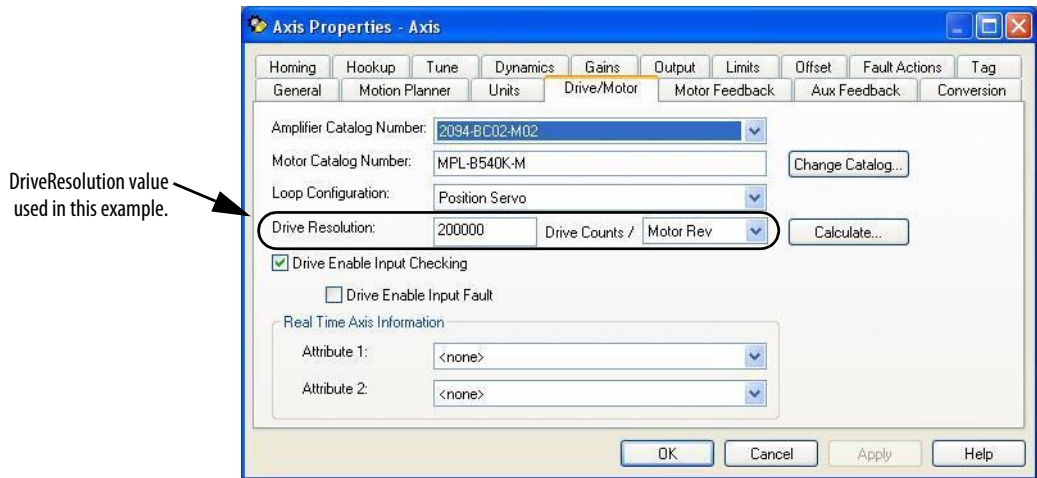 Axis Properties - Axis
Homing Hookup Tune Dynamics Gains Output Limits Offset Fault Actions Tag
General Motion Planner Units Drive/Motor Motor Feedback Aux Feedback Conversion
Amplifier Catalog Number: 2094-BC02-M02
Motor Catalog Number: MPL-B540K-M Change Catalog...
Loop Configuration: Position Servo
DriveResolution value
used in this example.
Drive Resolution: 200000 Drive Counts / Motor Rev Calculate...
Drive Enable Input Checking
Drive Enable Input Fault
Real Time Axis Information
Attribute 1: <none>
Attribute 2: <none>
OK Cancel Apply Help